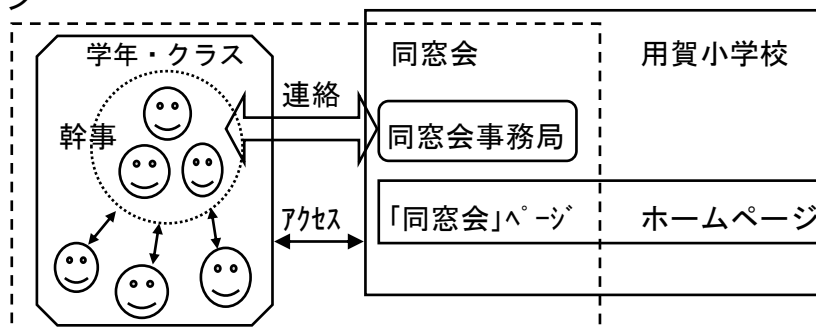 学年・クラス
同窓会
用賀小学校
連絡
幹事
同窓会事務局
アクセス
「同窓会」ページ
ホームページ